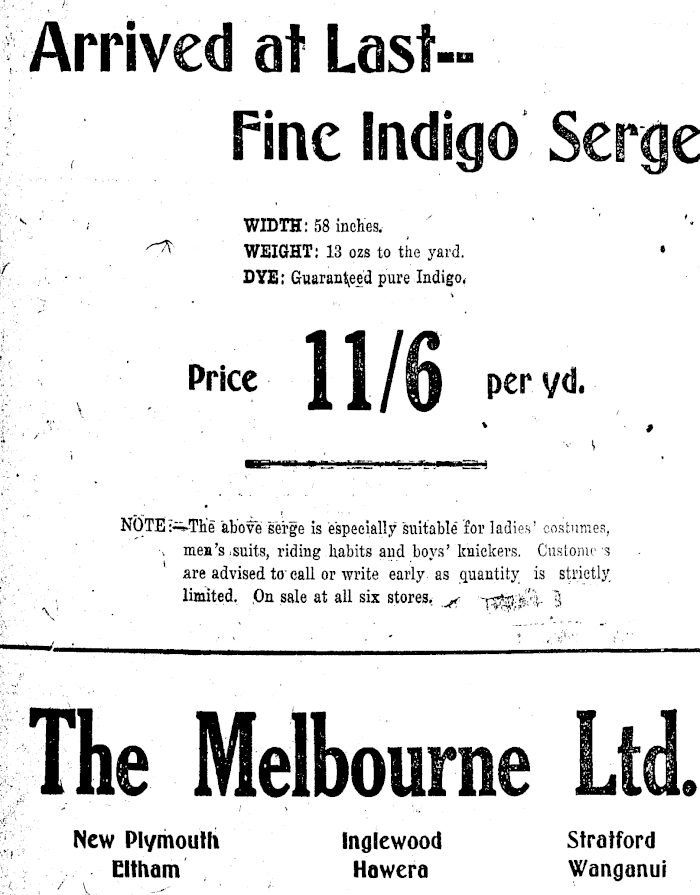 Arrived at Last--
Fine Indigo Serge
WIDTH: 58 inches.
WEIGHT: 13 ozs to the yard.
DYE: Guaranteed pure Indigo.
Price 11/6 per yd.
NOTE:—The above serge is especially suitable for ladies' costumes,
men's suits, riding habits and boys' knickers. Customers
are advised to call or write early as quantity is strictly
limited. On sale at all six stores.
The Melbourne Ltd.
New Plymouth Inglewood Stratford
Eltham Hawera Wanganui